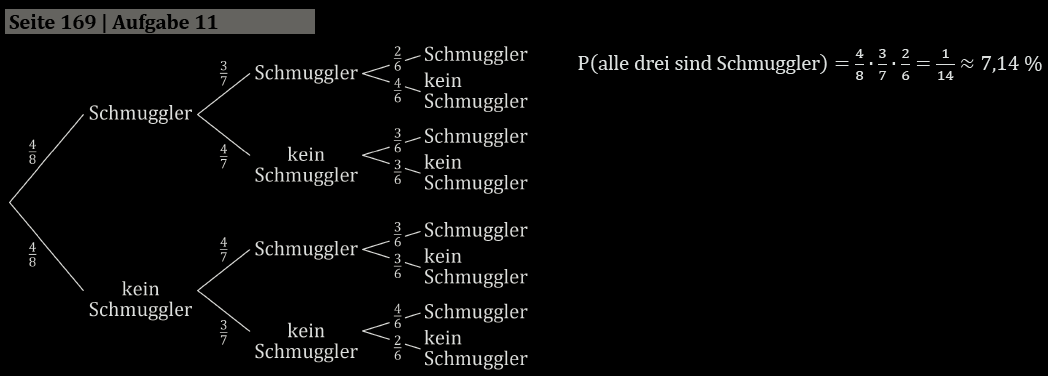 Seite 169 | Aufgabe 11
P(alle drei sind Schmuggler) = 4/8 · 3/7 · 2/6 = 1/14 ≈ 7,14 %
2/6 Schmuggler
3/7 Schmuggler
4/6 kein
Schmuggler
Schmuggler
4/8
3/6 Schmuggler
4/7 kein
Schmuggler
3/6 kein
Schmuggler
3/6 Schmuggler
4/7 Schmuggler
3/6 kein
Schmuggler
4/8
kein
Schmuggler
4/6 Schmuggler
3/7 kein
Schmuggler
2/6 kein
Schmuggler